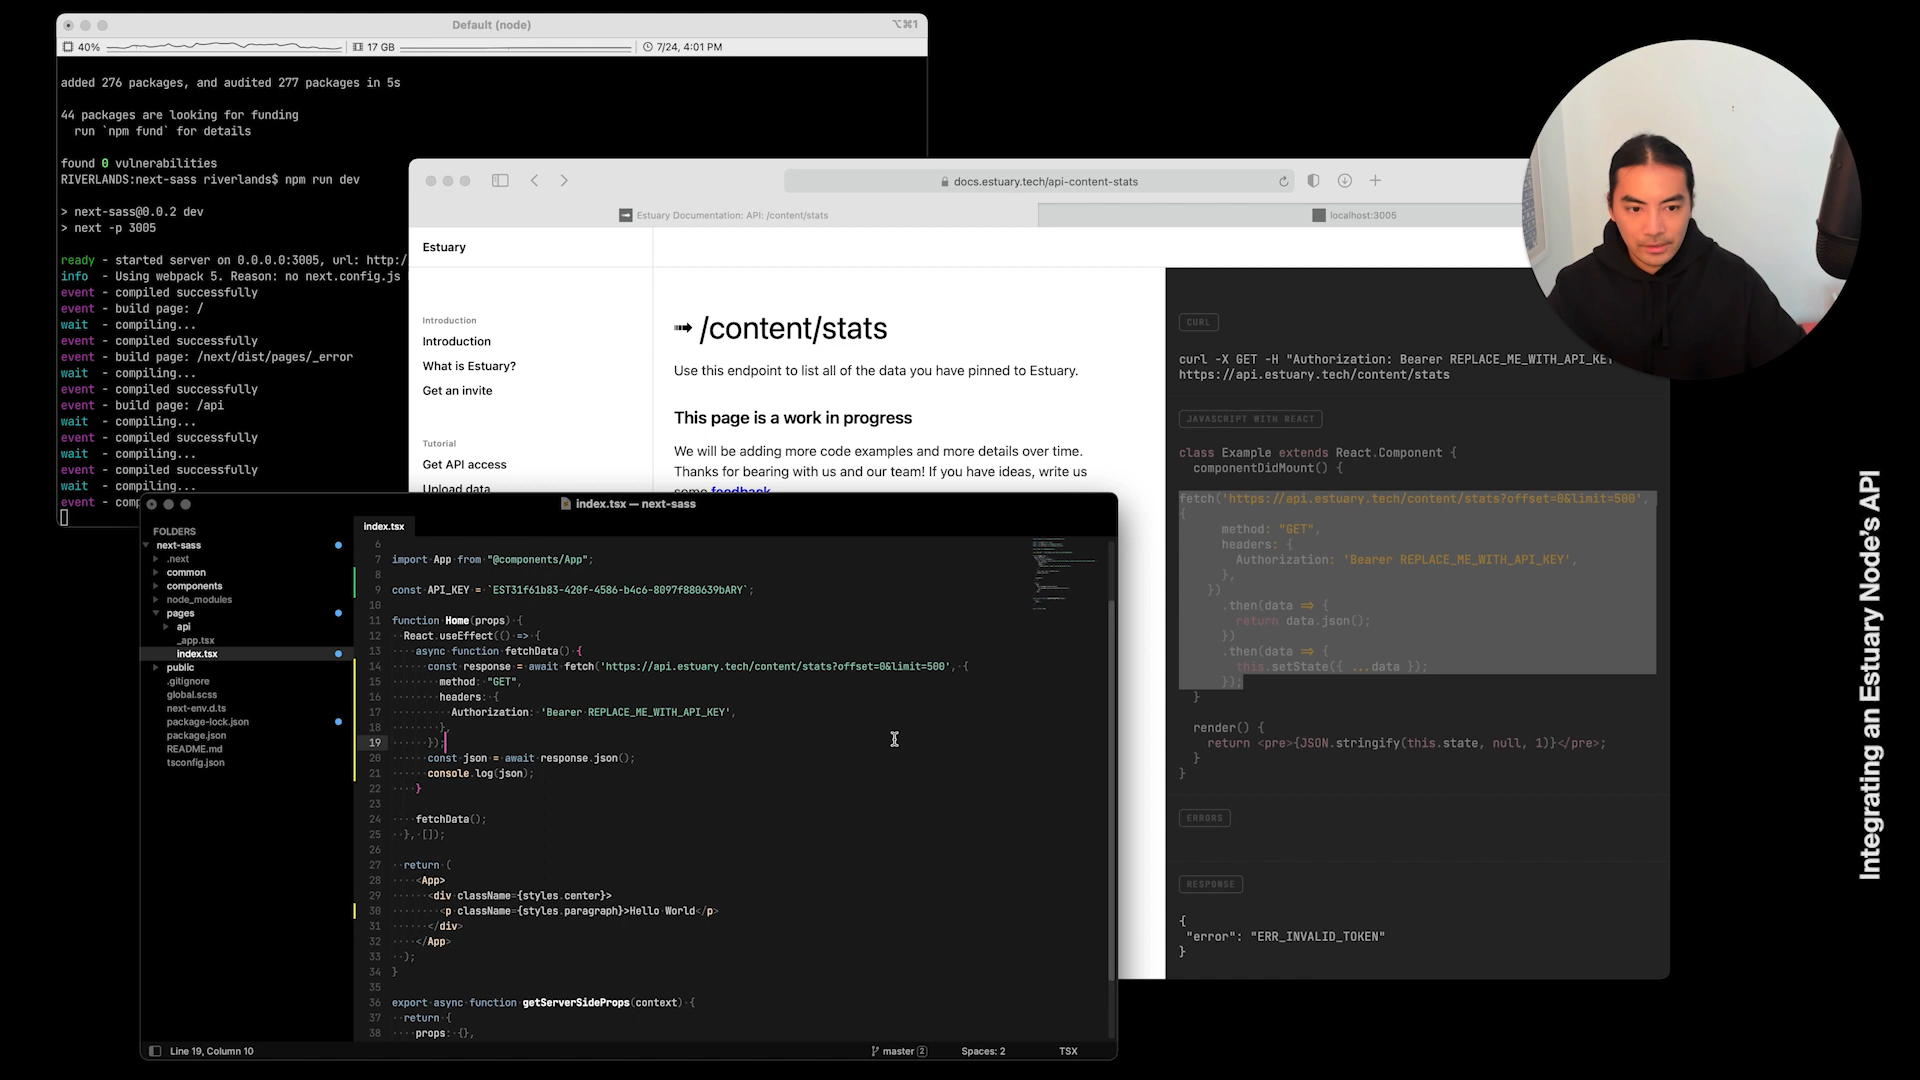 Default (node)
⌥⌘1
40%
17 GB
7/24, 4:01 PM
added 276 packages, and audited 277 packages in 5s
44 packages are looking for funding
run `npm fund` for details
found 0 vulnerabilities
RIVERLANDS:next-sass riverlands$ npm run dev
> next-sass@0.0.2 dev
> next -p 3005
ready - started server on 0.0.0.0:3005, url: http:/
info - Using webpack 5. Reason: no next.config.js
event - compiled successfully
event - build page: /
wait - compiling...
event - compiled successfully
event - build page: /next/dist/pages/_error
wait - compiling...
event - compiled successfully
event - build page: /api
wait - compiling...
event - compiled successfully
wait - compiling...
event - compiled successfully
wait - compiling...
event - comp
docs.estuary.tech/api-content-stats
Estuary Documentation: API: /content/stats
localhost:3005
Estuary
Introduction
Introduction
What is Estuary?
Get an invite
Tutorial
Get API access
Upload data
➟ /content/stats
Use this endpoint to list all of the data you have pinned to Estuary.
This page is a work in progress
We will be adding more code examples and more details over time.
Thanks for bearing with us and our team! If you have ideas, write us
some feedback
CURL
curl -X GET -H "Authorization: Bearer REPLACE_ME_WITH_API_KEY
https://api.estuary.tech/content/stats
JAVASCRIPT WITH REACT
class Example extends React.Component {
componentDidMount() {
fetch('https://api.estuary.tech/content/stats?offset=0&limit=500',
{
method: "GET",
headers: {
Authorization: 'Bearer REPLACE_ME_WITH_API_KEY',
},
})
.then(data => {
return data.json();
})
.then(data => {
this.setState({ ...data });
});
}
render() {
return <pre>{JSON.stringify(this.state, null, 1)}</pre>;
}
}
ERRORS
RESPONSE
{
"error": "ERR_INVALID_TOKEN"
}
index.tsx — next-sass
FOLDERS
next-sass
.next
common
components
node_modules
pages
api
_app.tsx
index.tsx
public
.gitignore
global.scss
next-env.d.ts
package-lock.json
package.json
README.md
tsconfig.json
index.tsx
6
7 import App from "@components/App";
8
9 const API_KEY = `EST31f61b83-420f-4586-b4c6-8097f880639bARY`;
10
11 function Home(props) {
12 React.useEffect(() => {
13 async function fetchData() {
14 const response = await fetch('https://api.estuary.tech/content/stats?offset=0&limit=500', {
15 method: "GET",
16 headers: {
17 Authorization: 'Bearer REPLACE_ME_WITH_API_KEY',
18 },
19 });
20 const json = await response.json();
21 console.log(json);
22 }
23
24 fetchData();
25 }, []);
26
27 return (
28 <App>
29 <div className={styles.center}>
30 <p className={styles.paragraph}>Hello World</p>
31 </div>
32 </App>
33 );
34 }
35
36 export async function getServerSideProps(context) {
37 return {
38 props: {},
Line 19, Column 10
master 2
Spaces: 2
TSX
Integrating an Estuary Node's API